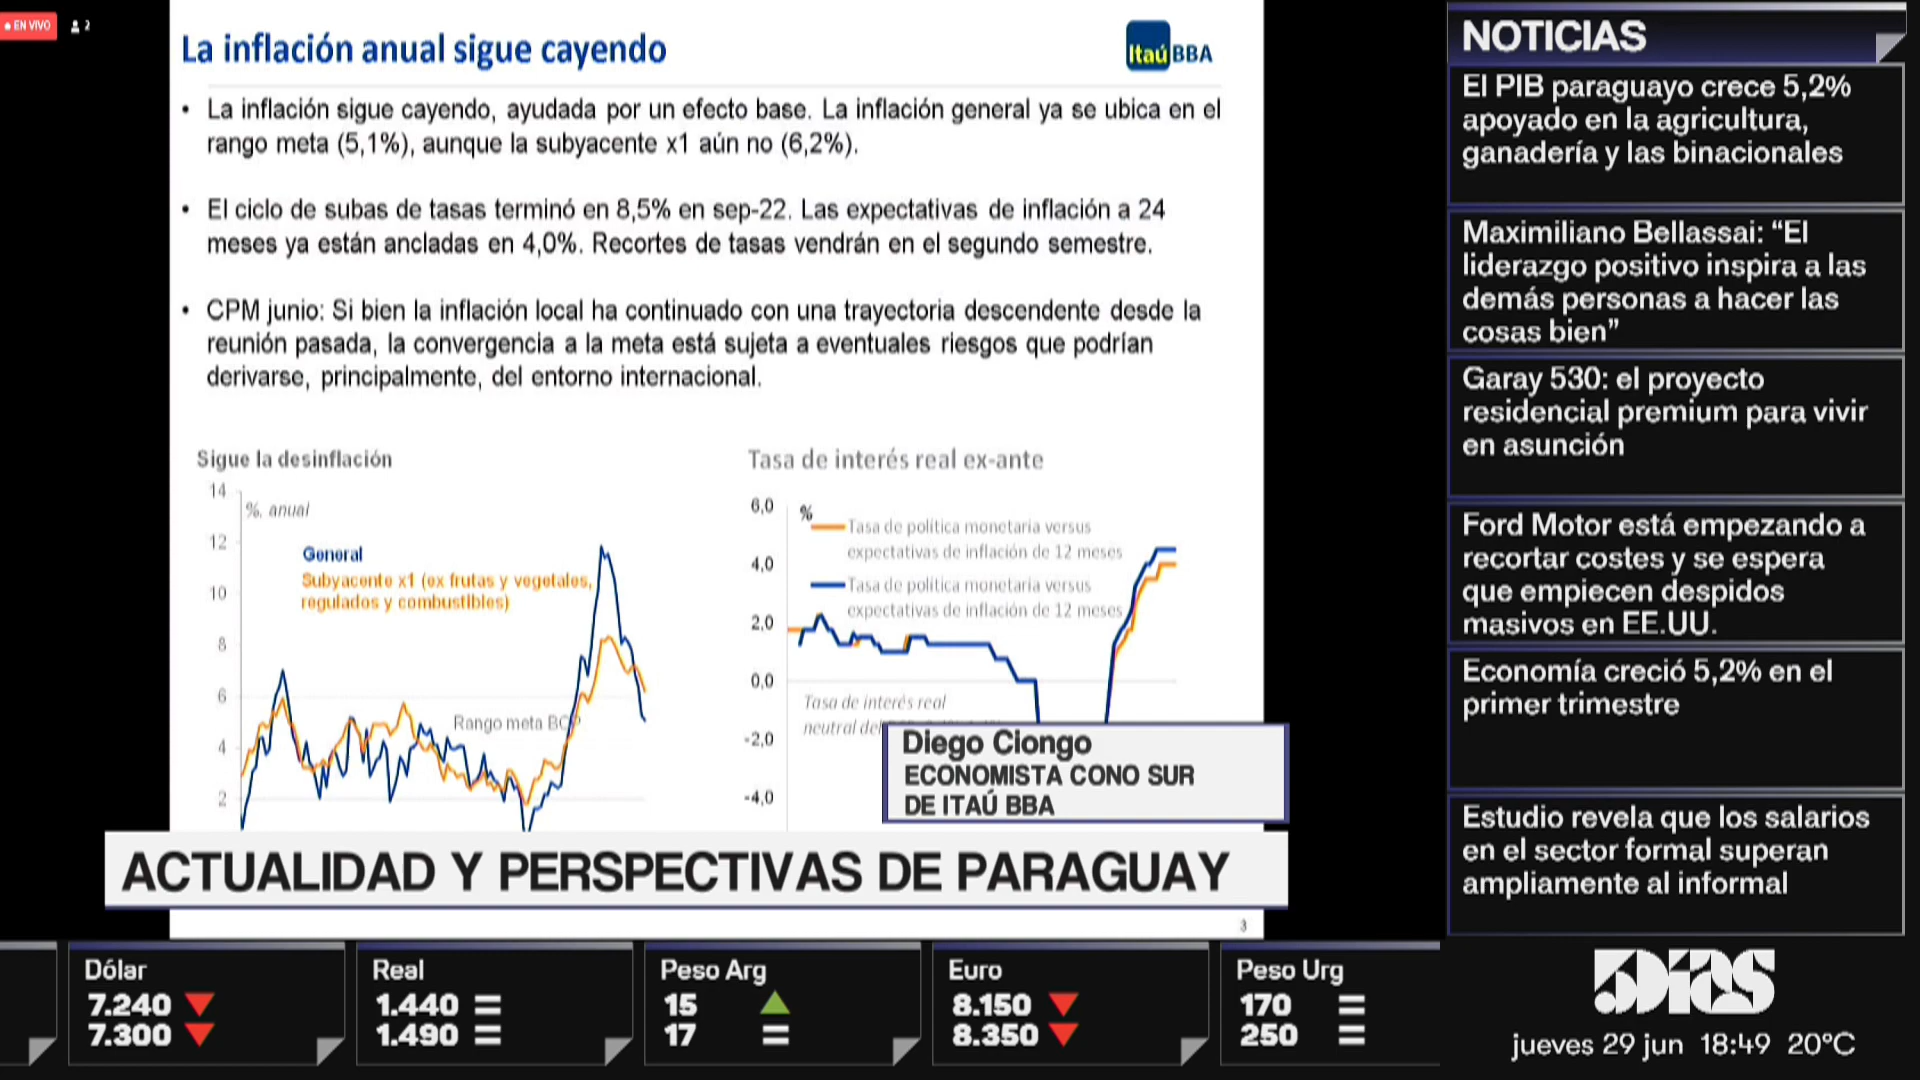 EN VIVO
2
La inflación anual sigue cayendo
Itaú BBA
• La inflación sigue cayendo, ayudada por un efecto base. La inflación general ya se ubica en el
rango meta (5,1%), aunque la subyacente x1 aún no (6,2%).
• El ciclo de subas de tasas terminó en 8,5% en sep-22. Las expectativas de inflación a 24
meses ya están ancladas en 4,0%. Recortes de tasas vendrán en el segundo semestre.
• CPM junio: Si bien la inflación local ha continuado con una trayectoria descendente desde la
reunión pasada, la convergencia a la meta está sujeta a eventuales riesgos que podrían
derivarse, principalmente, del entorno internacional.
Sigue la desinflación
14
%, anual
12
General
Subyacente x1 (ex frutas y vegetales,
regulados y combustibles)
10
8
6
Rango meta
4
2
Tasa de interés real ex-ante
6,0
%
Tasa de política monetaria versus
expectativas de inflación de 12 meses
4,0
Tasa de política monetaria versus
expectativas de inflación de 12 meses
2,0
0,0
Tasa de interés real
neutral del
-2,0
-4,0
Diego Ciongo
ECONOMISTA CONO SUR
DE ITAÚ BBA
ACTUALIDAD Y PERSPECTIVAS DE PARAGUAY
3
NOTICIAS
El PIB paraguayo crece 5,2%
apoyado en la agricultura,
ganadería y las binacionales
Maximiliano Bellassai: “El
liderazgo positivo inspira a las
demás personas a hacer las
cosas bien”
Garay 530: el proyecto
residencial premium para vivir
en asunción
Ford Motor está empezando a
recortar costes y se espera
que empiecen despidos
masivos en EE.UU.
Economía creció 5,2% en el
primer trimestre
Estudio revela que los salarios
en el sector formal superan
ampliamente al informal
Dólar
7.240
7.300
Real
1.440
1.490
Peso Arg
15
17
Euro
8.150
8.350
Peso Urg
170
250
5DIAS
jueves 29 jun 18:49 20°C